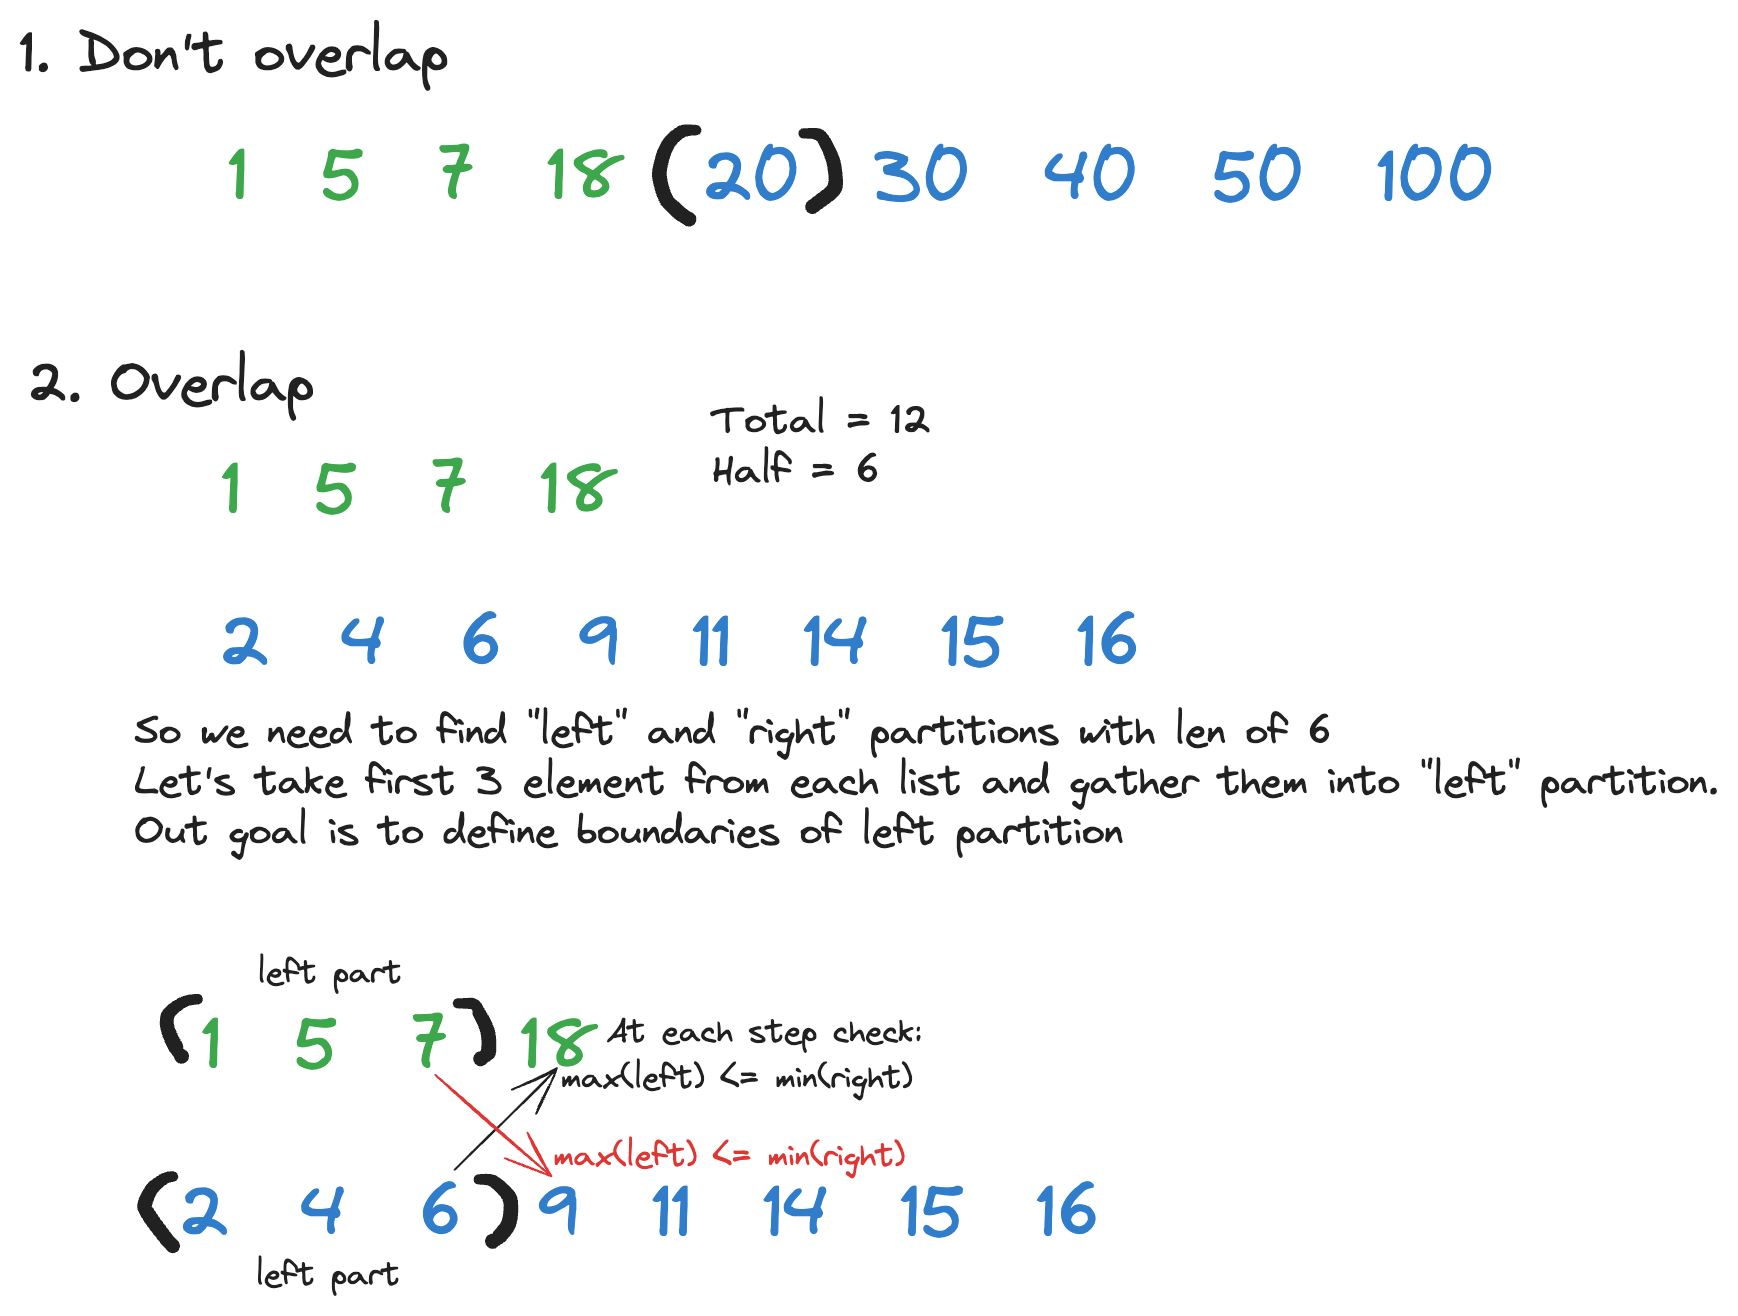 1. Don't overlap
1 5 7 18 (20) 30 40 50 100
2. Overlap
Total = 12
Half = 6
1 5 7 18
2 4 6 9 11 14 15 16
So we need to find "left" and "right" partitions with len of 6
Let's take first 3 element from each list and gather them into "left" partition.
Out goal is to define boundaries of left partition
left part
(1 5 7) 18
At each step check:
max(left) <= min(right)
max(left) <= min(right)
(2 4 6) 9 11 14 15 16
left part